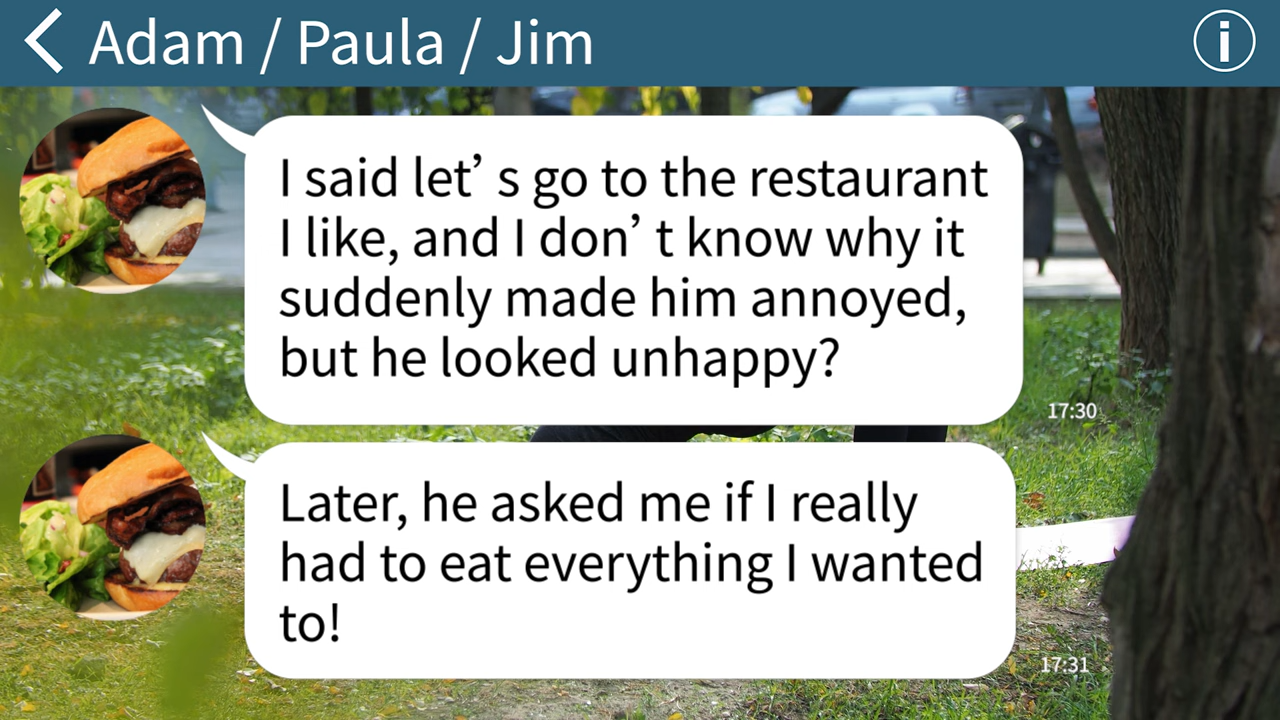 Adam / Paula / Jim
I said let’ s go to the restaurant
I like, and I don’ t know why it
suddenly made him annoyed,
but he looked unhappy?
17:30
Later, he asked me if I really
had to eat everything I wanted
to!
17:31